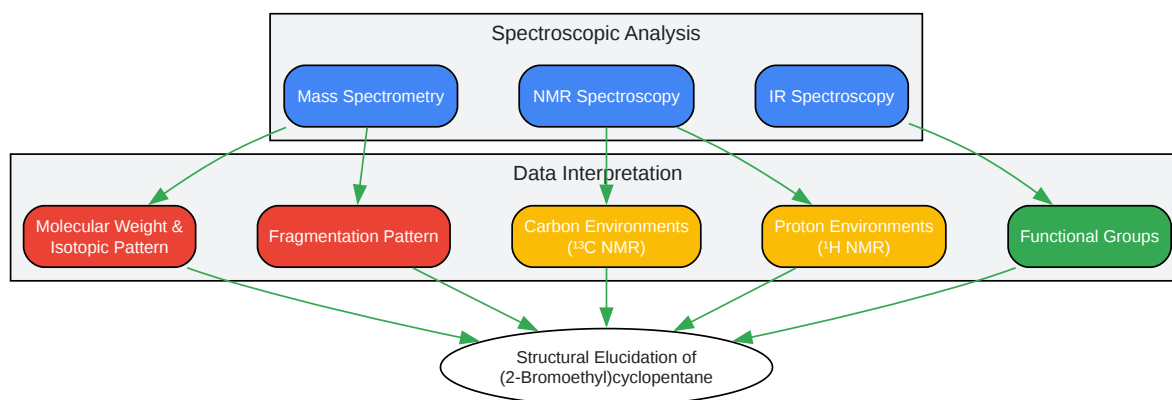 Spectroscopic Analysis
Mass Spectrometry
NMR Spectroscopy
IR Spectroscopy
Data Interpretation
Molecular Weight &
Isotopic Pattern
Fragmentation Pattern
Carbon Environments
(¹³C NMR)
Proton Environments
(¹H NMR)
Functional Groups
Structural Elucidation of
(2-Bromoethyl)cyclopentane